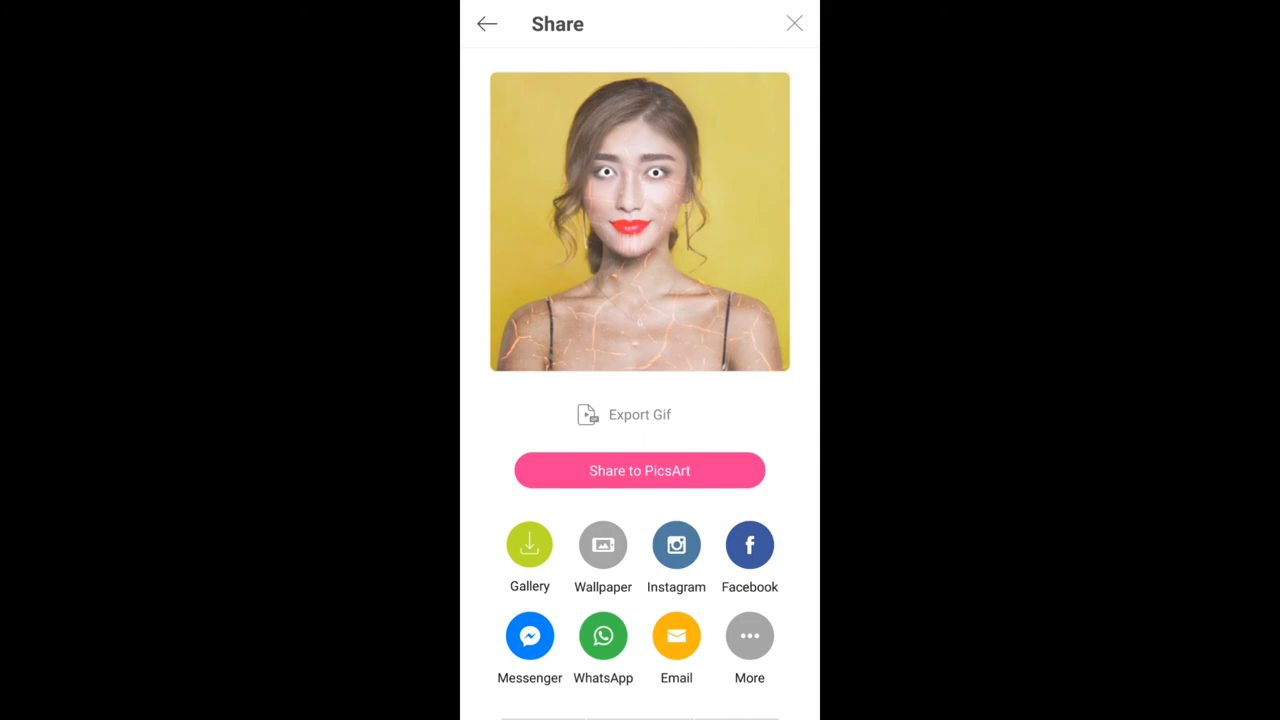 Share
Export Gif
Share to PicsArt
Gallery
Wallpaper
Instagram
Facebook
Messenger
WhatsApp
Email
More